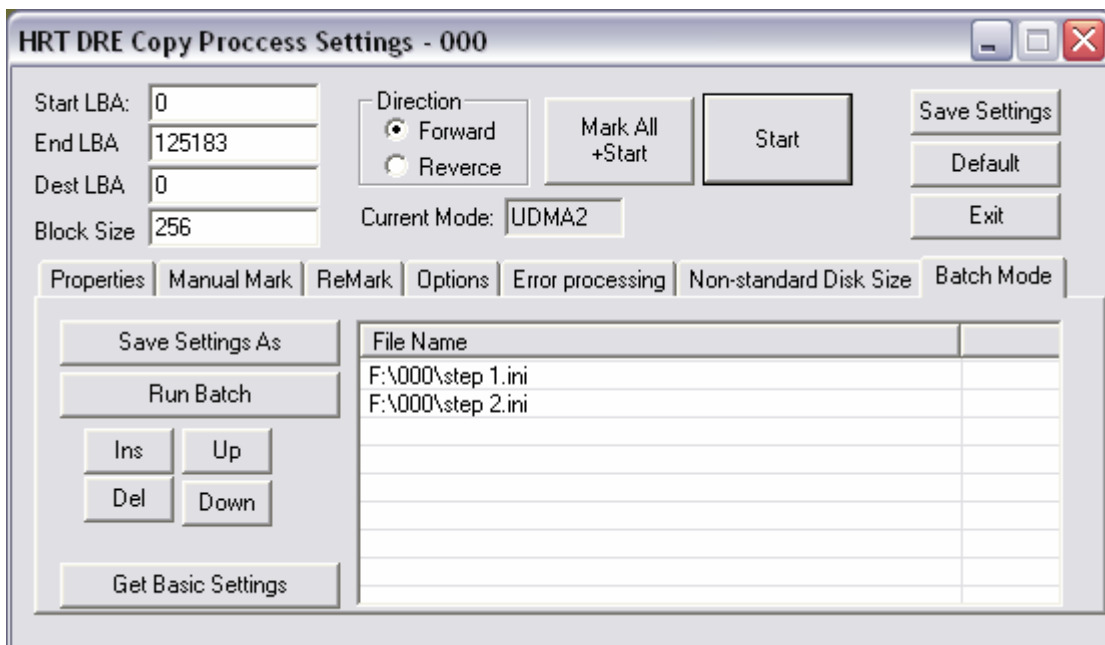 HRT DRE Copy Proccess Settings - 000
Start LBA: 0
End LBA 125183
Dest LBA 0
Block Size 256
Direction
Forward
Reverce
Current Mode: UDMA2
Mark All
+Start
Start
Save Settings
Default
Exit
Properties Manual Mark ReMark Options Error processing Non-standard Disk Size Batch Mode
Save Settings As
Run Batch
Ins Up
Del Down
Get Basic Settings
File Name
F:\000\step 1.ini
F:\000\step 2.ini